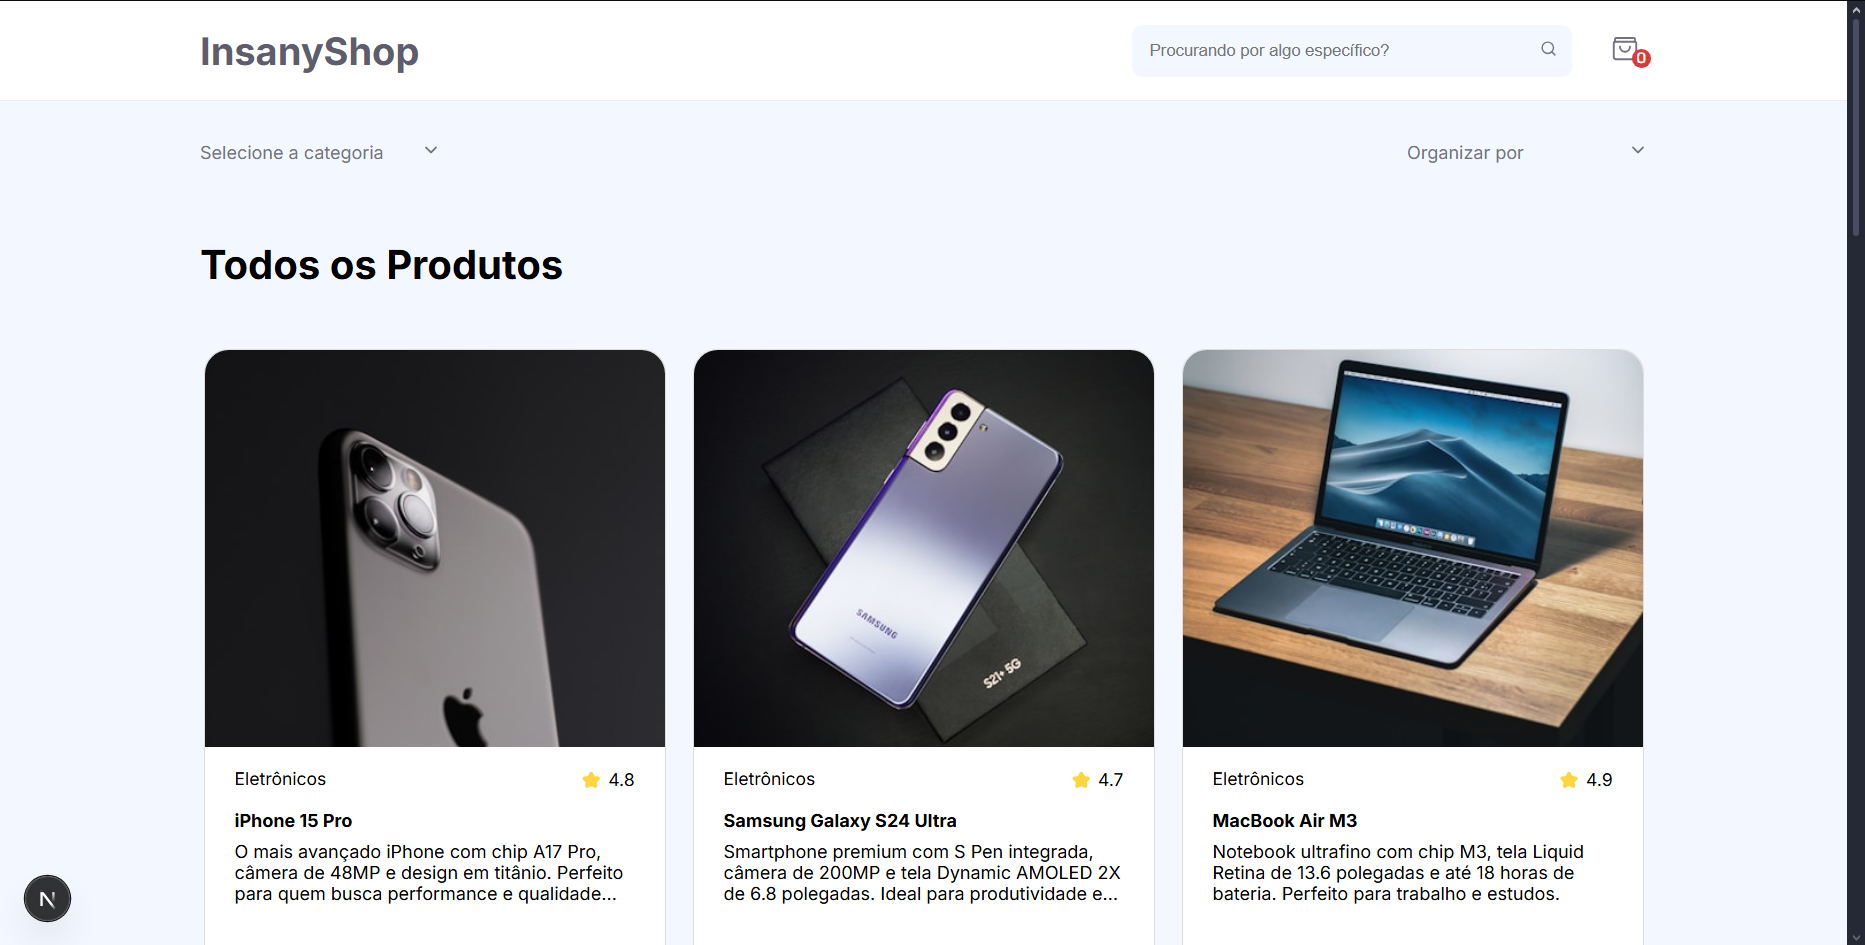 InsanyShop
Procurando por algo específico?
0
Selecione a categoria
Organizar por
Todos os Produtos
SAMSUNG
S21+ 5G
Eletrônicos
4.8
iPhone 15 Pro
O mais avançado iPhone com chip A17 Pro,
câmera de 48MP e design em titânio. Perfeito
para quem busca performance e qualidade...
Eletrônicos
4.7
Samsung Galaxy S24 Ultra
Smartphone premium com S Pen integrada,
câmera de 200MP e tela Dynamic AMOLED 2X
de 6.8 polegadas. Ideal para produtividade e...
Eletrônicos
4.9
MacBook Air M3
Notebook ultrafino com chip M3, tela Liquid
Retina de 13.6 polegadas e até 18 horas de
bateria. Perfeito para trabalho e estudos.
N